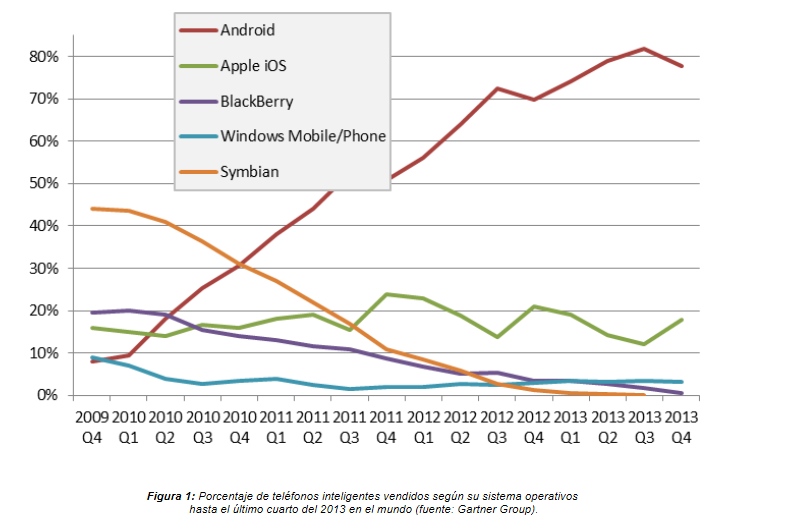 Android
Apple iOS
BlackBerry
Windows Mobile/Phone
Symbian
80%
70%
60%
50%
40%
30%
20%
10%
0%
2009 2010 2010 2010 2010 2011 2011 2011 2011 2012 2012 2012 2012 2013 2013 2013 2013
Q4 Q1 Q2 Q3 Q4 Q1 Q2 Q3 Q4 Q1 Q2 Q3 Q4 Q1 Q2 Q3 Q4
Figura 1: Porcentaje de teléfonos inteligentes vendidos según su sistema operativos
hasta el último cuarto del 2013 en el mundo (fuente: Gartner Group).